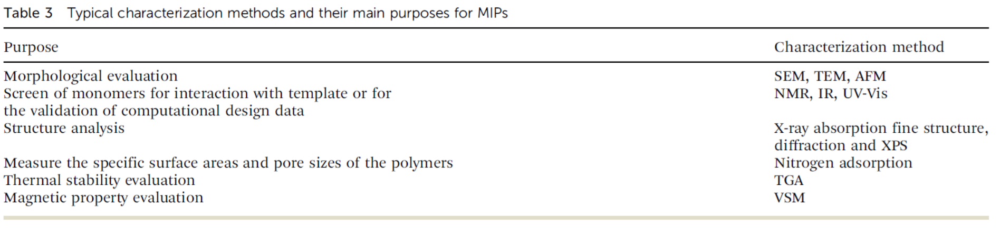 Table 3 Typical characterization methods and their main purposes for MIPs
Purpose Characterization method
Morphological evaluation SEM, TEM, AFM
Screen of monomers for interaction with template or for NMR, IR, UV-Vis
the validation of computational design data
Structure analysis X-ray absorption fine structure,
diffraction and XPS
Measure the specific surface areas and pore sizes of the polymers Nitrogen adsorption
Thermal stability evaluation TGA
Magnetic property evaluation VSM